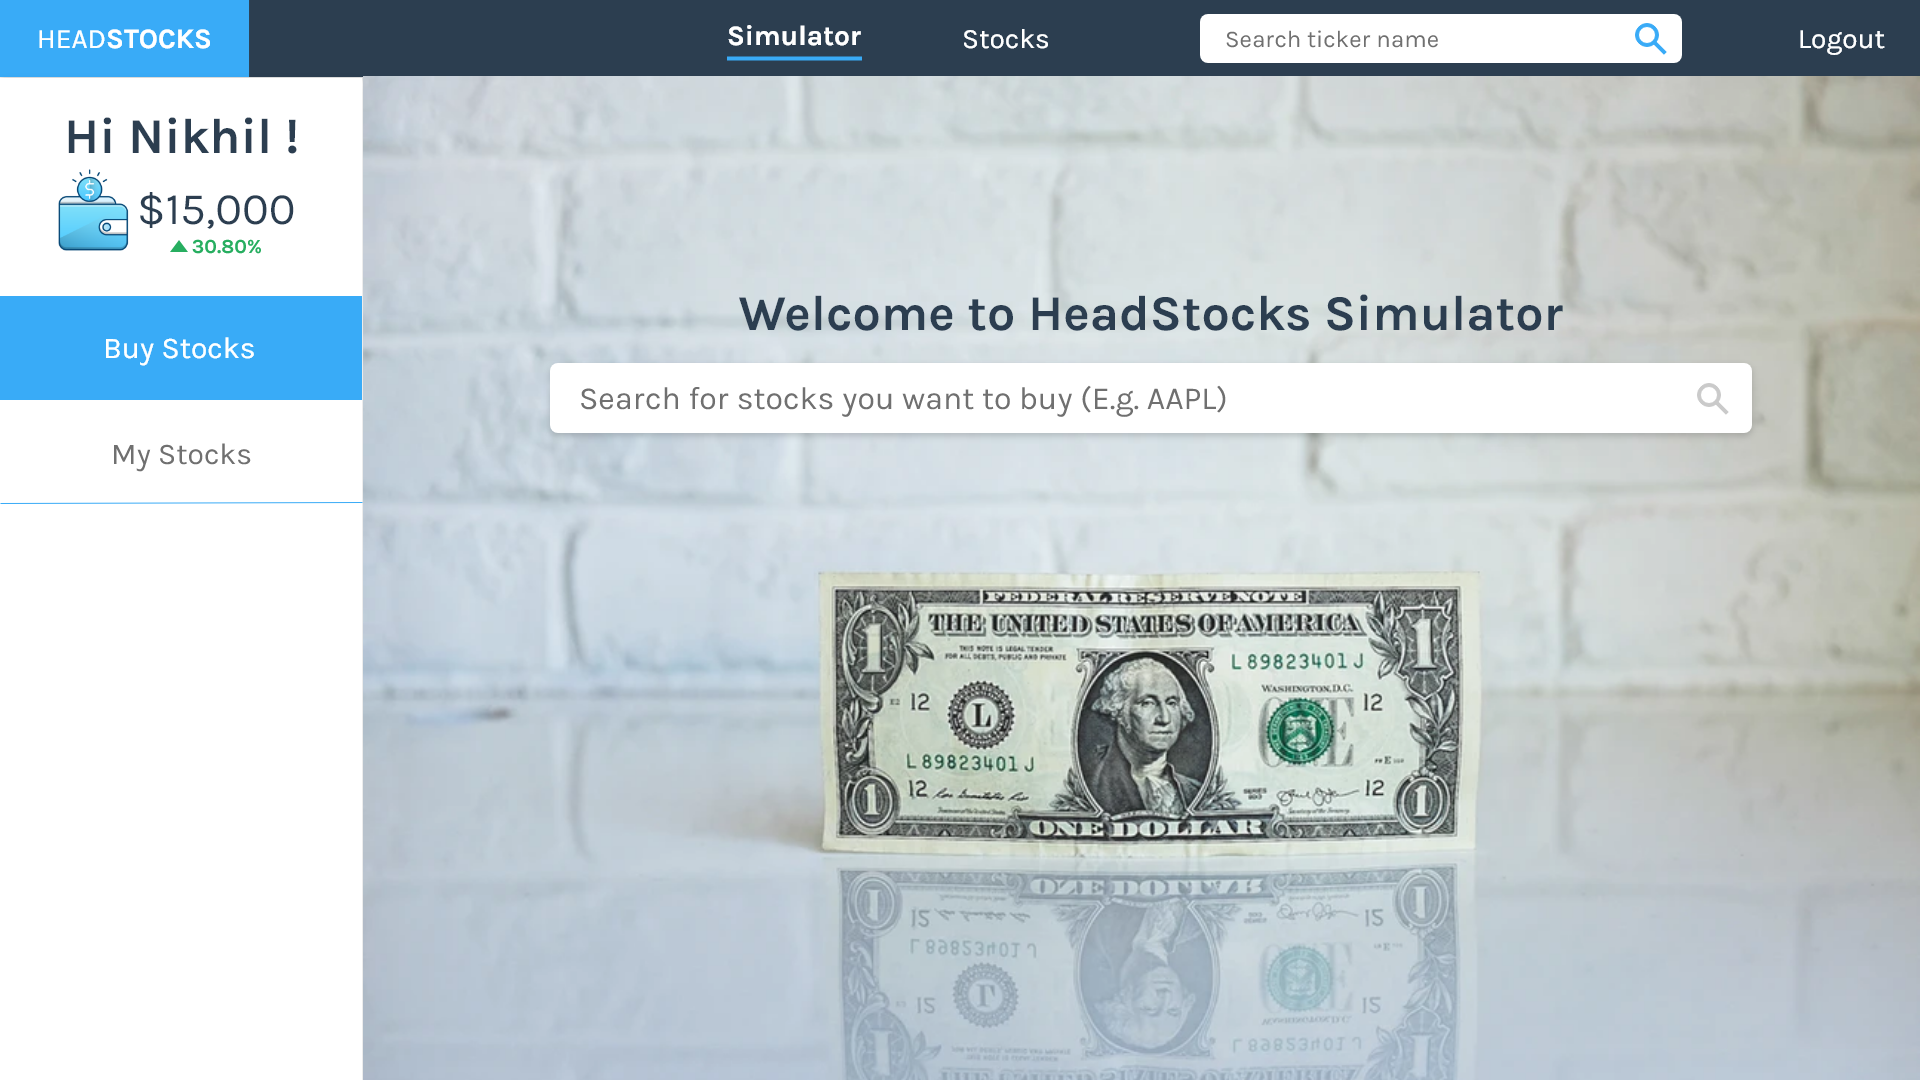 HEADSTOCKS
Simulator
Stocks
Search ticker name
Logout
Hi Nikhil !
$15,000
30.80%
Buy Stocks
My Stocks
Welcome to HeadStocks Simulator
Search for stocks you want to buy (E.g. AAPL)
FEDERAL RESERVE NOTE
THE UNITED STATES OF AMERICA
THIS NOTE IS LEGAL TENDER
FOR ALL DEBTS, PUBLIC AND PRIVATE
L 89823401 J
WASHINGTON, D.C.
1
1
12
12
L
ONE
L 89823401 J
12
12
1
1
ONE DOLLAR